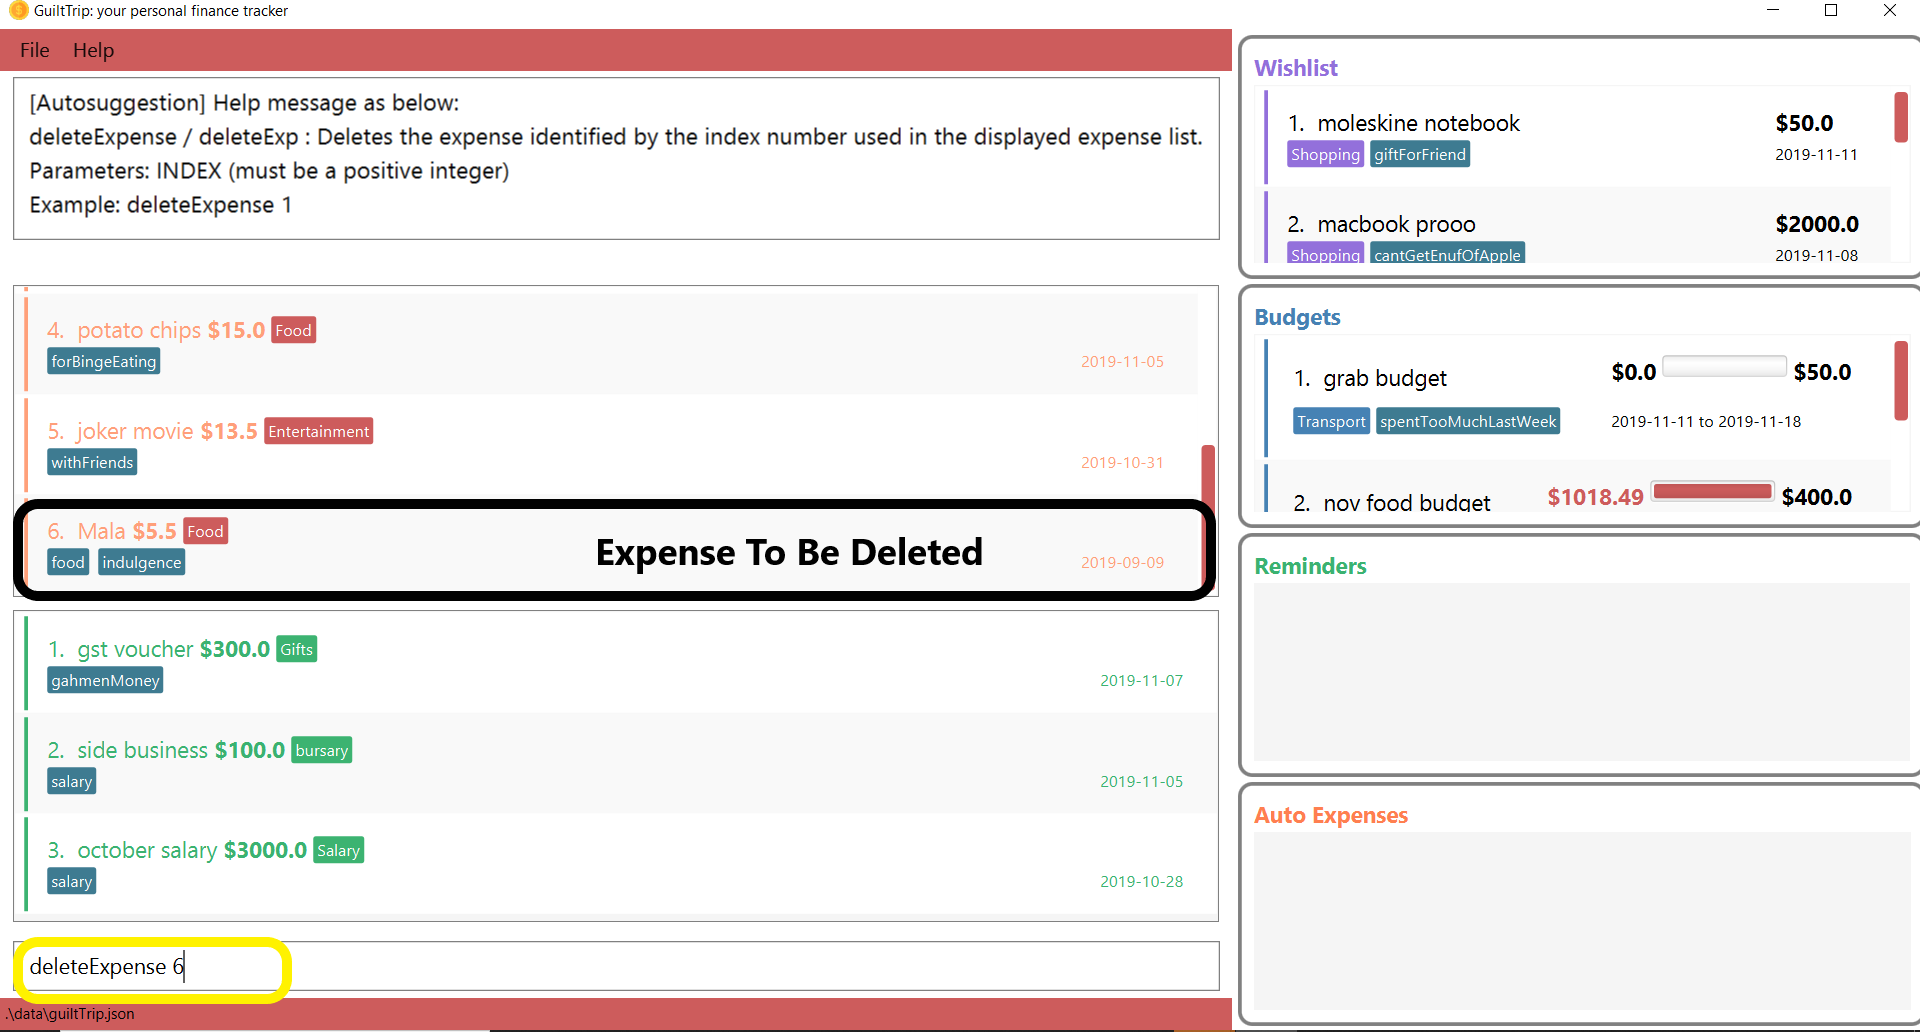 GuiltTrip: your personal finance tracker
File Help
[Autosuggestion] Help message as below:
deleteExpense / deleteExp : Deletes the expense identified by the index number used in the displayed expense list.
Parameters: INDEX (must be a positive integer)
Example: deleteExpense 1
4. potato chips $15.0 Food
forBingeEating 2019-11-05
5. joker movie $13.5 Entertainment
withFriends 2019-10-31
6. Mala $5.5 Food
food indulgence 2019-09-09
Expense To Be Deleted
1. gst voucher $300.0 Gifts
gahmenMoney 2019-11-07
2. side business $100.0 bursary
salary 2019-11-05
3. october salary $3000.0 Salary
salary 2019-10-28
deleteExpense 6
.\data\guiltTrip.json
Wishlist
1. moleskine notebook $50.0
Shopping giftForFriend 2019-11-11
2. macbook prooo $2000.0
Shopping cantGetEnufOfApple 2019-11-08
Budgets
1. grab budget $0.0 $50.0
Transport spentTooMuchLastWeek 2019-11-11 to 2019-11-18
2. nov food budget $1018.49 $400.0
Reminders
Auto Expenses